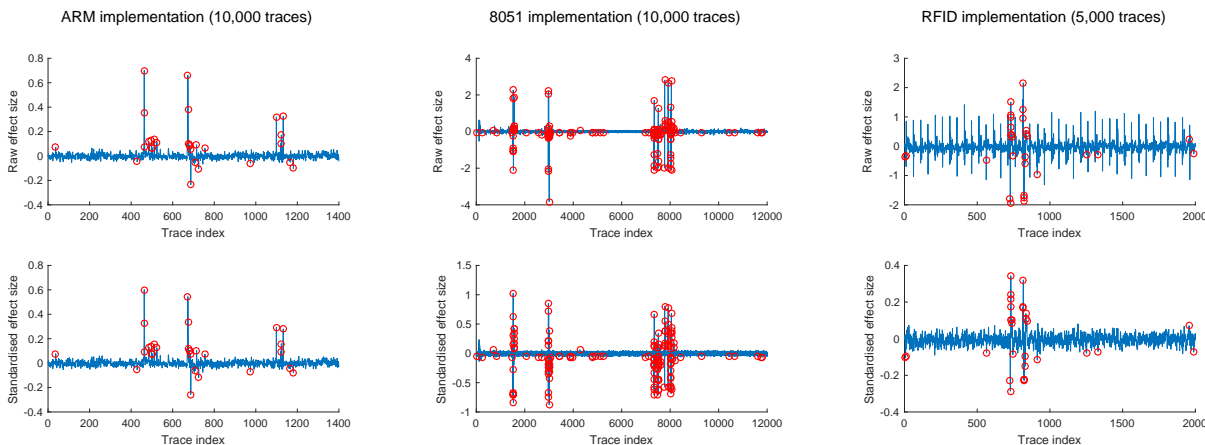 ARM implementation (10,000 traces)
8051 implementation (10,000 traces)
RFID implementation (5,000 traces)
Raw effect size
0.8
0.6
0.4
0.2
0
-0.2
-0.4
0 200 400 600 800 1000 1200 1400
Trace index
Raw effect size
4
2
0
-2
-4
0 2000 4000 6000 8000 10000 12000
Trace index
Raw effect size
3
2
1
0
-1
-2
0 500 1000 1500 2000
Trace index
Standardised effect size
0.8
0.6
0.4
0.2
0
-0.2
-0.4
0 200 400 600 800 1000 1200 1400
Trace index
Standardised effect size
1.5
1
0.5
0
-0.5
-1
0 2000 4000 6000 8000 10000 12000
Trace index
Standardised effect size
0.4
0.2
0
-0.2
-0.4
0 500 1000 1500 2000
Trace index